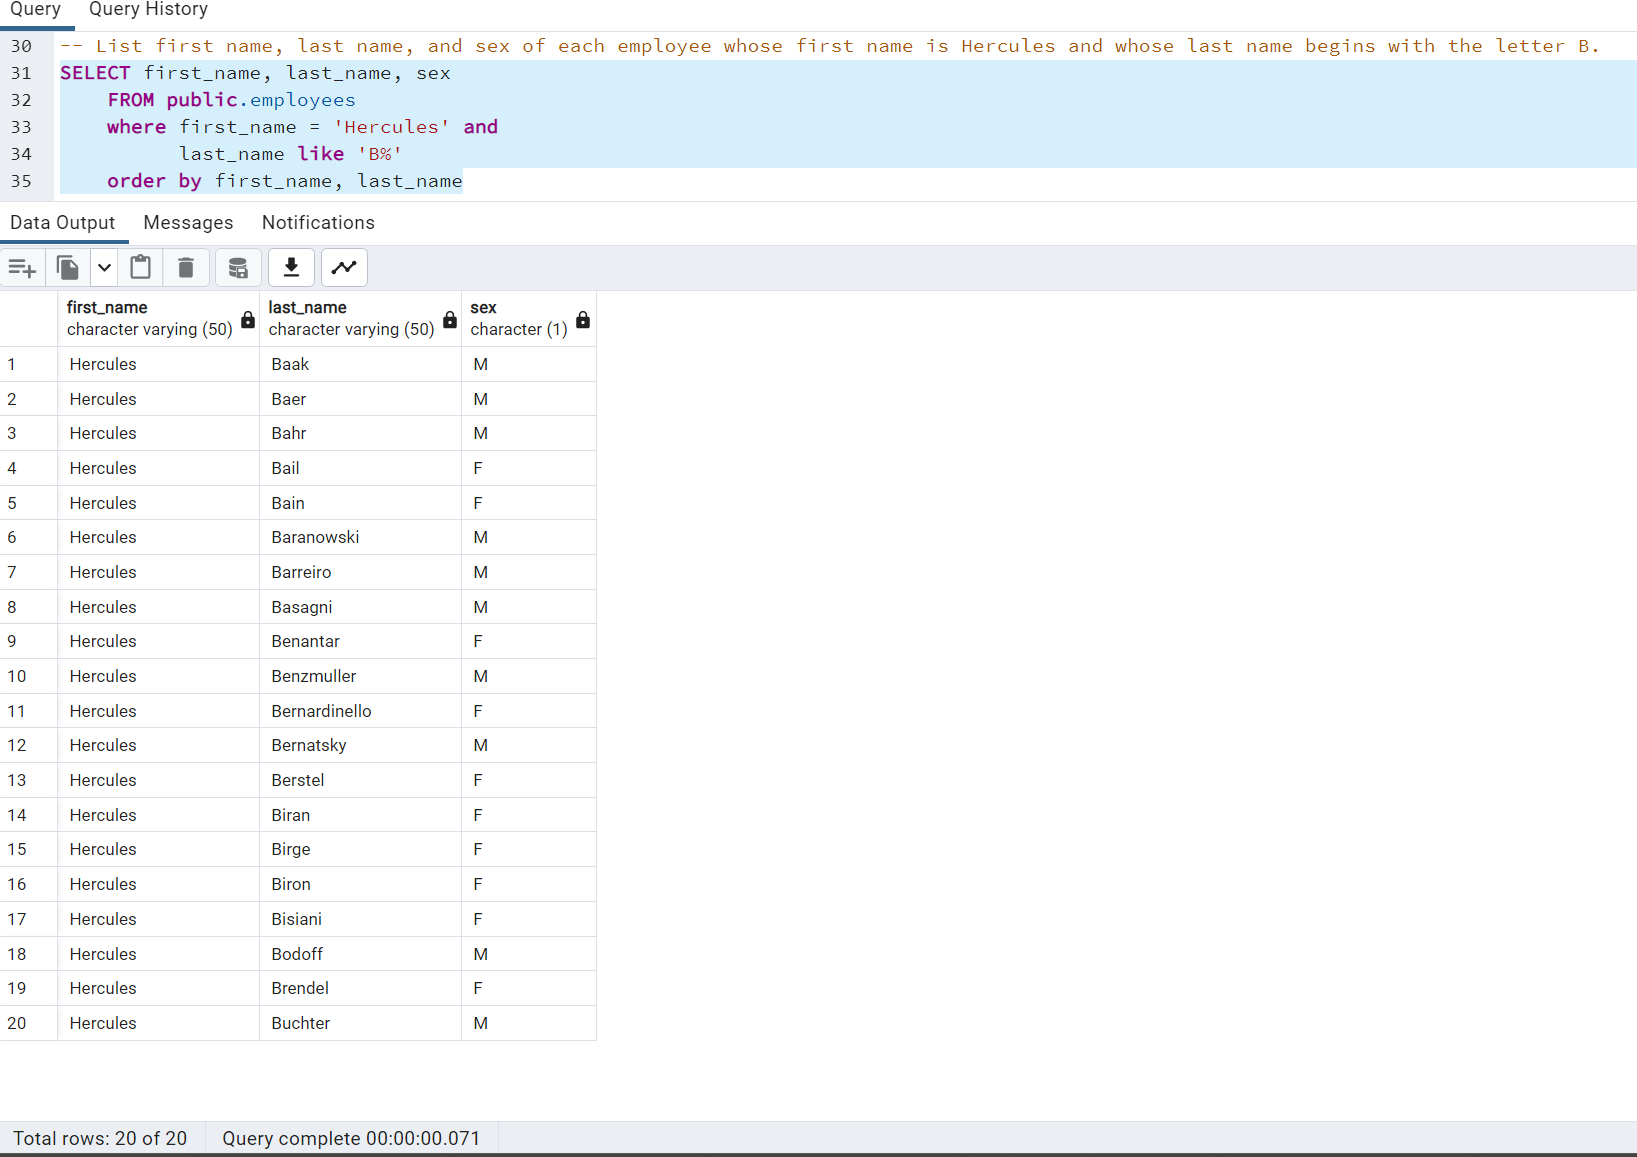 Query Query History
30 -- List first name, last name, and sex of each employee whose first name is Hercules and whose last name begins with the letter B.
31 SELECT first_name, last_name, sex
32 FROM public.employees
33 where first_name = 'Hercules' and
34 last_name like 'B%'
35 order by first_name, last_name
Data Output Messages Notifications
first_name last_name sex
character varying (50) character varying (50) character (1)
1 Hercules Baak M
2 Hercules Baer M
3 Hercules Bahr M
4 Hercules Bail F
5 Hercules Bain F
6 Hercules Baranowski M
7 Hercules Barreiro M
8 Hercules Basagni M
9 Hercules Benantar F
10 Hercules Benzmuller M
11 Hercules Bernardinello F
12 Hercules Bernatsky M
13 Hercules Berstel F
14 Hercules Biran F
15 Hercules Birge F
16 Hercules Biron F
17 Hercules Bisiani F
18 Hercules Bodoff M
19 Hercules Brendel F
20 Hercules Buchter M
Total rows: 20 of 20 Query complete 00:00:00.071